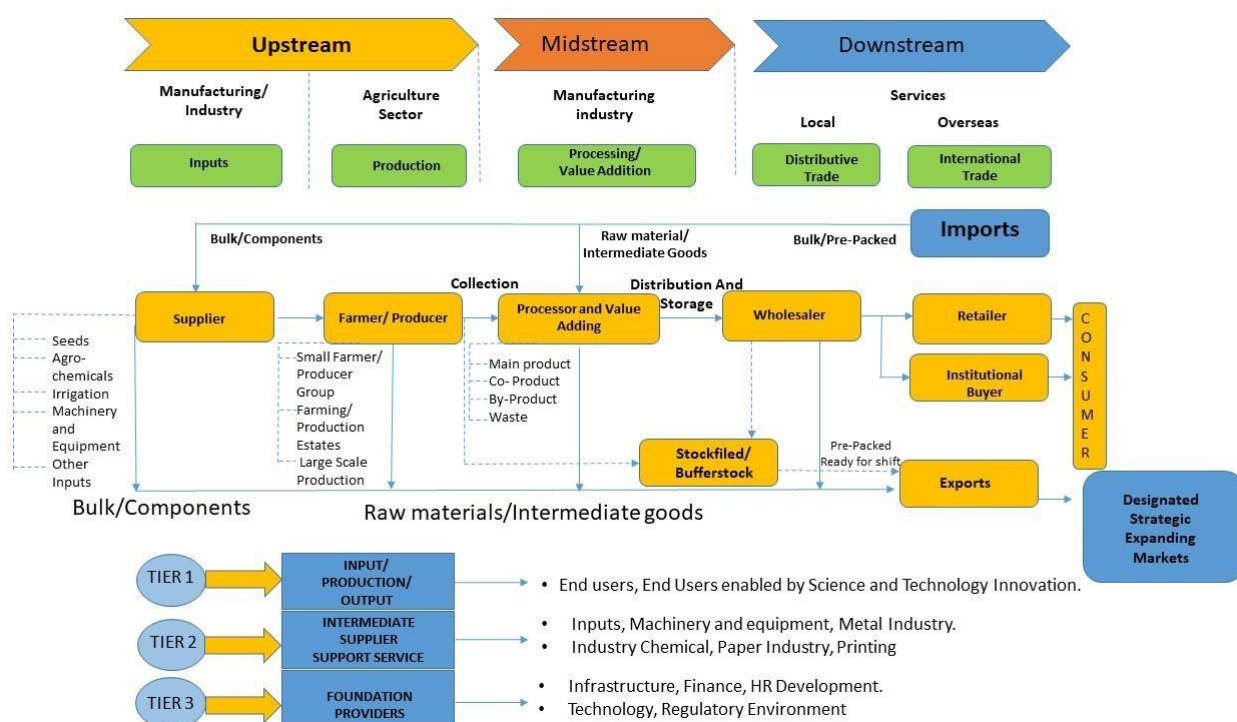 Upstream
Midstream
Downstream
Manufacturing/
Industry
Agriculture
Sector
Manufacturing
industry
Services
Local
Overseas
Inputs
Production
Processing/
Value Addition
Distributive
Trade
International
Trade
Imports
Bulk/Components
Raw material/
Intermediate Goods
Bulk/Pre-Packed
Collection
Distribution And
Storage
Supplier
Farmer/ Producer
Processor and Value
Adding
Wholesaler
Retailer
Institutional
Buyer
CONSUMER
Seeds
Agro-
chemicals
Irrigation
Machinery
and
Equipment
Other
Inputs
Small Farmer/
Producer
Group
Farming/
Production
Estates
Large Scale
Production
Main product
Co- Product
By-Product
Waste
Stockfiled/
Bufferstock
Pre-Packed
Ready for shift
Exports
Designated
Strategic
Expanding
Markets
Bulk/Components
Raw materials/Intermediate goods
TIER 1
INPUT/
PRODUCTION/
OUTPUT
• End users, End Users enabled by Science and Technology Innovation.
TIER 2
INTERMEDIATE
SUPPLIER
SUPPORT SERVICE
• Inputs, Machinery and equipment, Metal Industry.
• Industry Chemical, Paper Industry, Printing
TIER 3
FOUNDATION
PROVIDERS
• Infrastructure, Finance, HR Development.
• Technology, Regulatory Environment